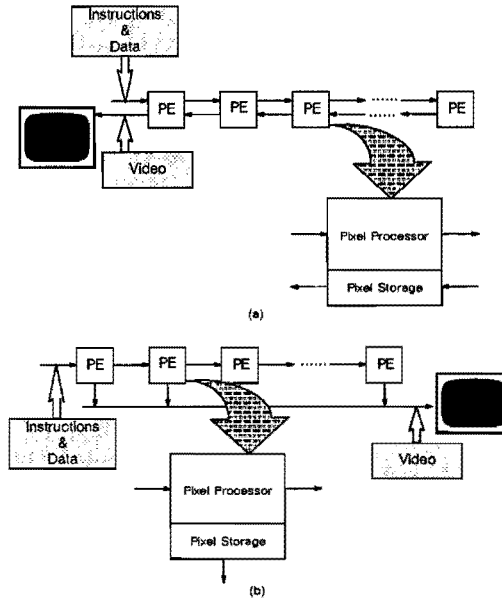 Instructions
&
Data
PE PE PE ...... PE
......
Video
Pixel Processor
Pixel Storage
(a)
PE PE PE ...... PE
Instructions
&
Data
Video
Pixel Processor
Pixel Storage
(b)